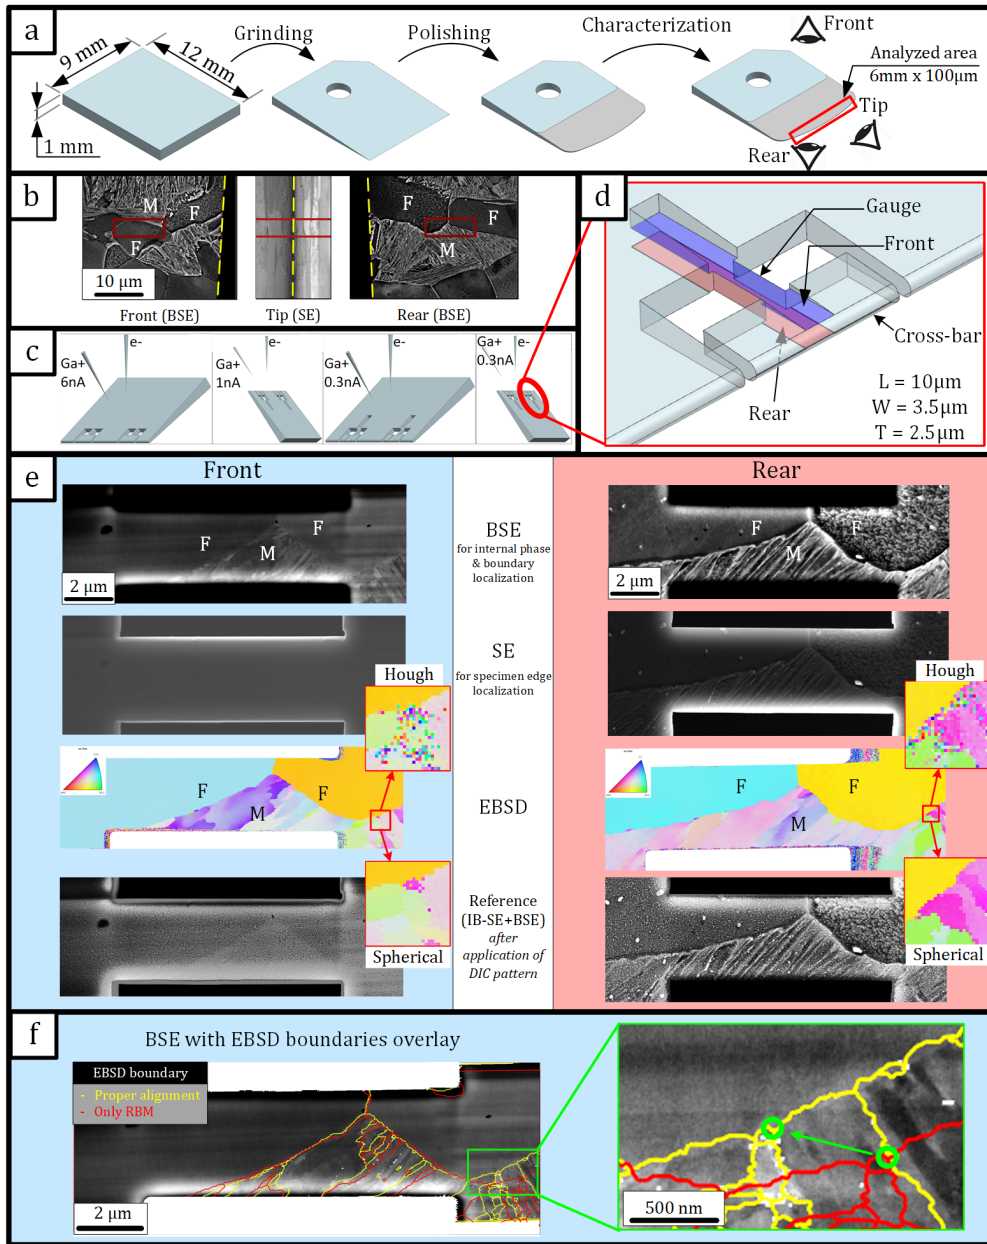 a
9 mm
12 mm
1 mm
Grinding
Polishing
Characterization
Front
Analyzed area
6mm x 100µm
Tip
Rear
b
M
F
F
10 µm
Front (BSE)
Tip (SE)
F
F
M
Rear (BSE)
c
Ga+
6nA
e-
Ga+
1nA
e-
Ga+
0.3nA
e-
Ga+
0.3nA
e-
d
Gauge
Front
Cross-bar
Rear
L = 10µm
W = 3.5µm
T = 2.5µm
e
Front
Rear
F
F
M
2 µm
BSE
for internal phase
& boundary
localization
F
F
M
2 µm
SE
for specimen edge
localization
Hough
Hough
F
F
M
EBSD
F
F
M
Reference
(IB-SE+BSE)
after
application of
DIC pattern
Spherical
Spherical
f
BSE with EBSD boundaries overlay
EBSD boundary
- Proper alignment
- Only RBM
2 µm
500 nm